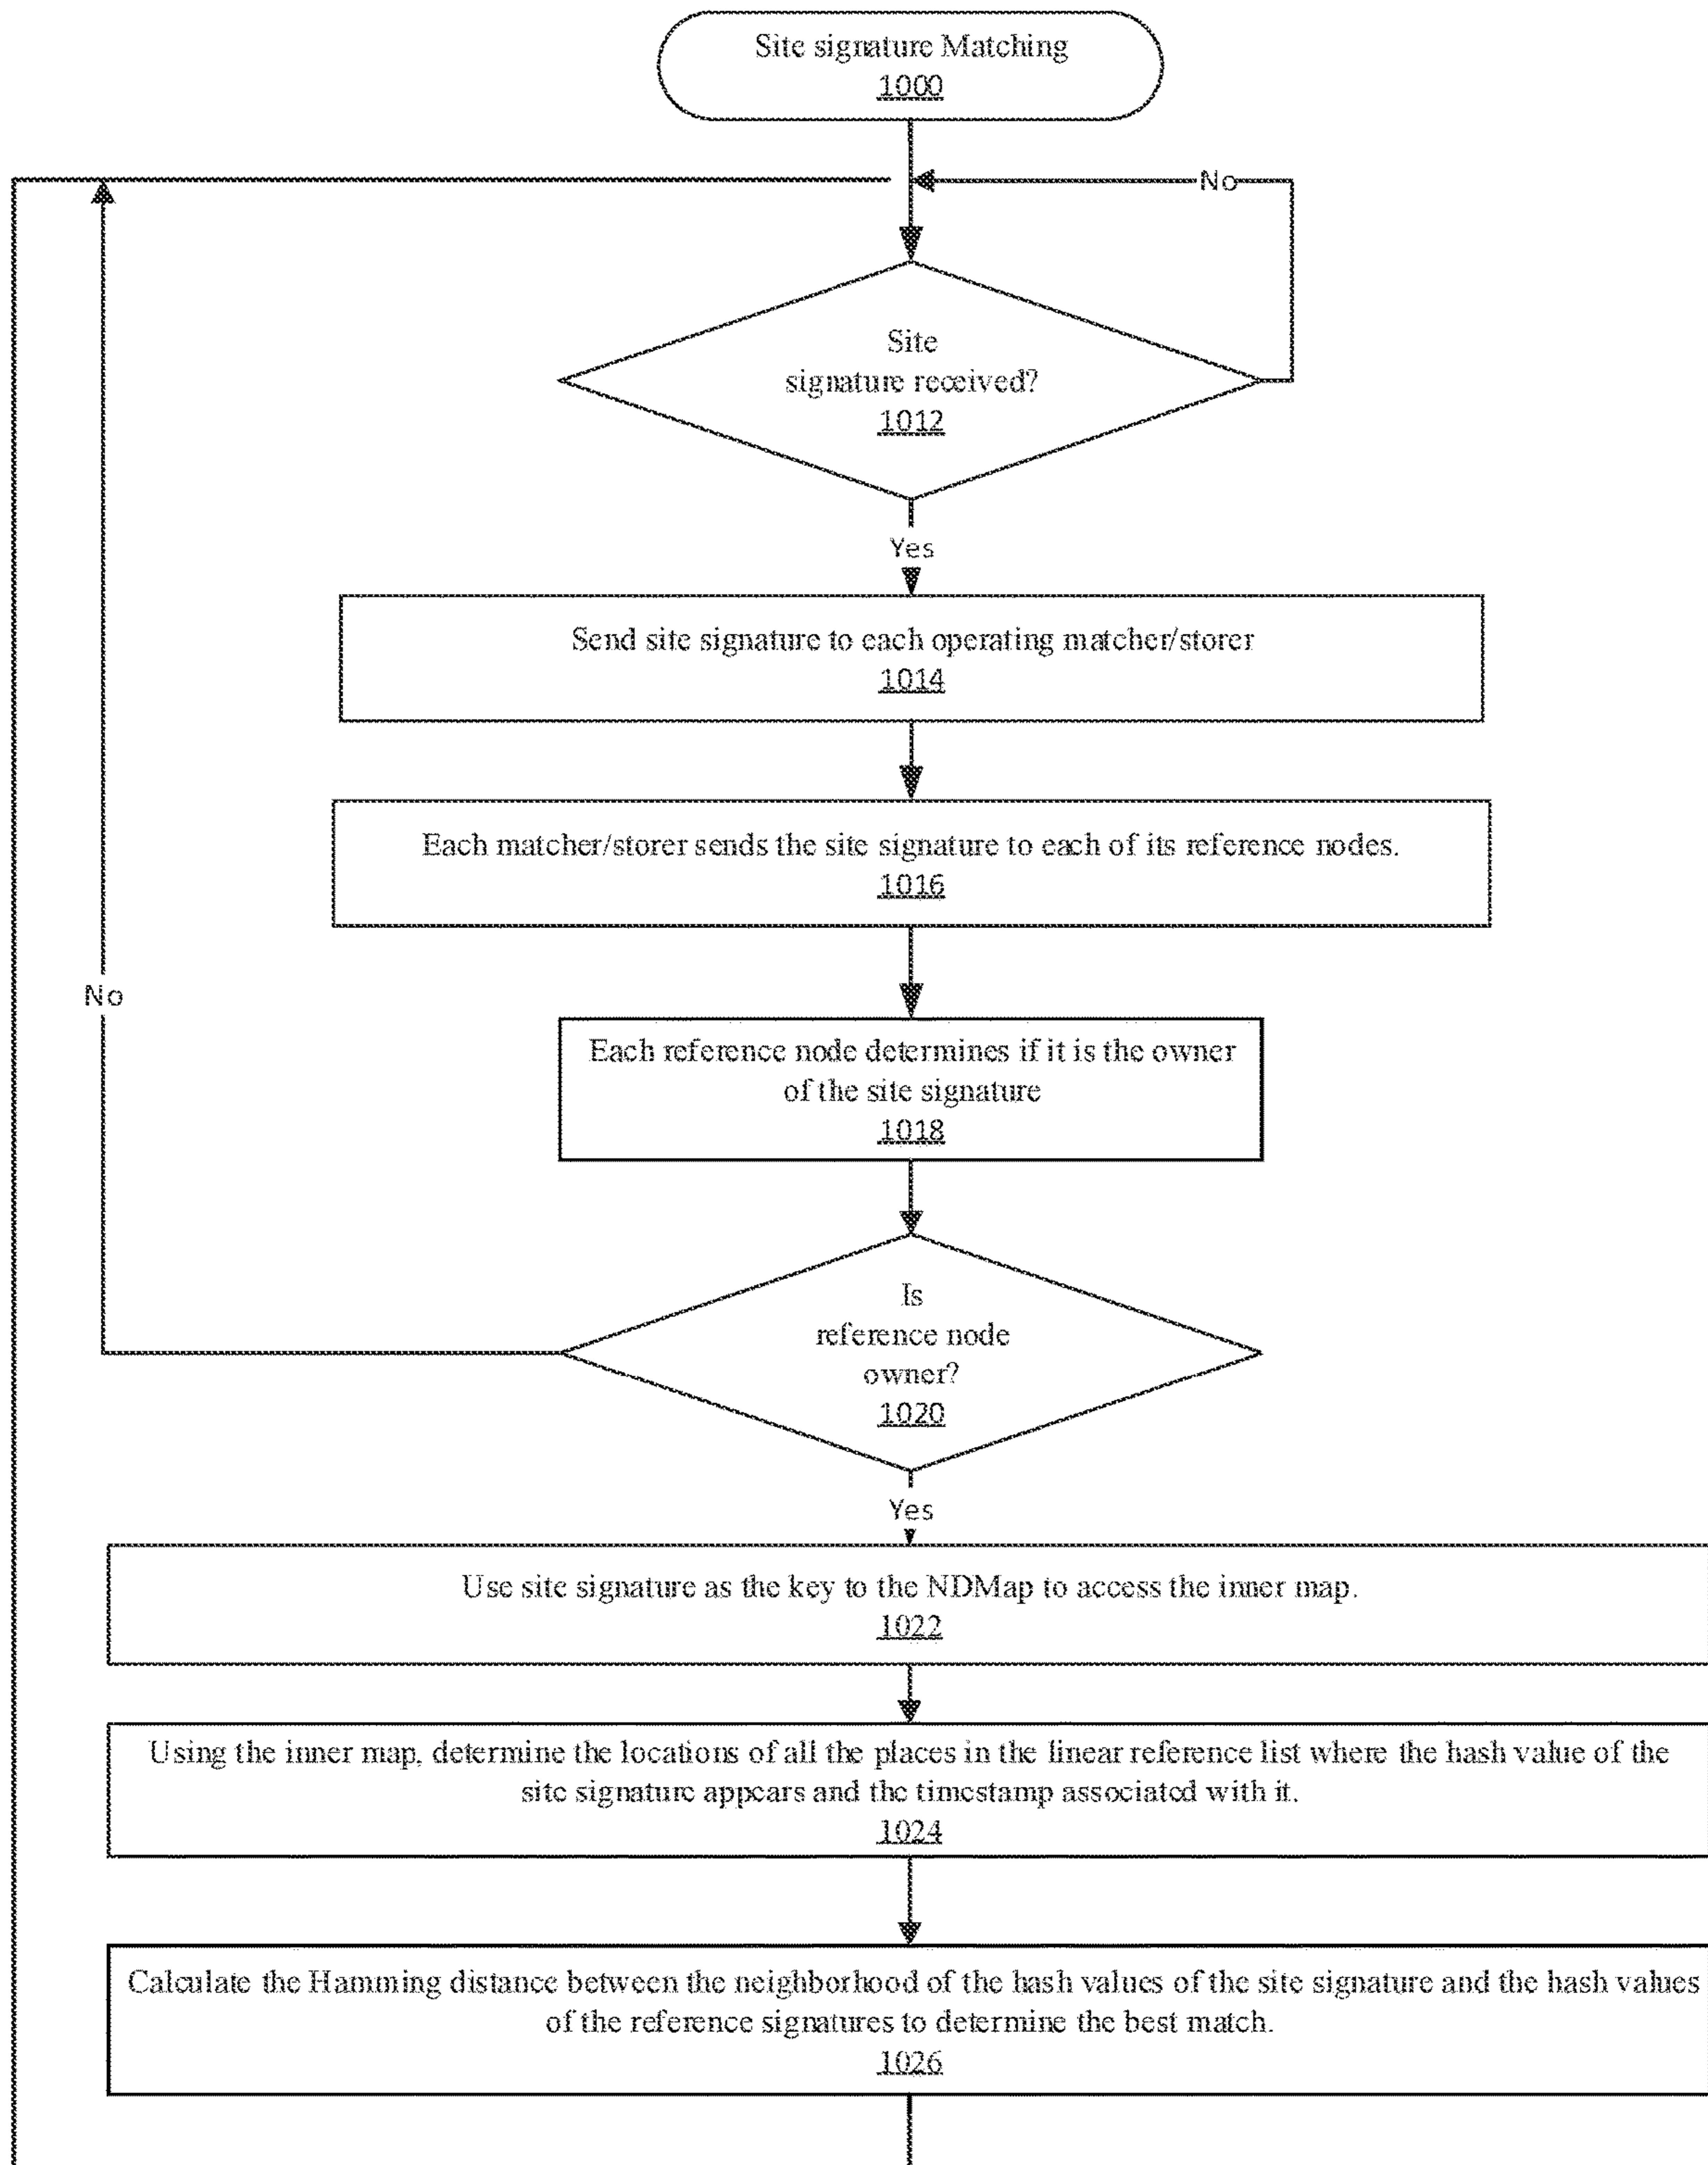 Site signature Matching
1000
No
Site
signature received?
1012
Yes
Send site signature to each operating matcher/storer
1014
Each matcher/storer sends the site signature to each of its reference nodes.
1016
No
Each reference node determines if it is the owner
of the site signature
1018
Is
reference node
owner?
1020
Yes
Use site signature as the key to the NDMap to access the inner map.
1022
Using the inner map, determine the locations of all the places in the linear reference list where the hash value of the
site signature appears and the timestamp associated with it.
1024
Calculate the Hamming distance between the neighborhood of the hash values of the site signature and the hash values
of the reference signatures to determine the best match.
1026